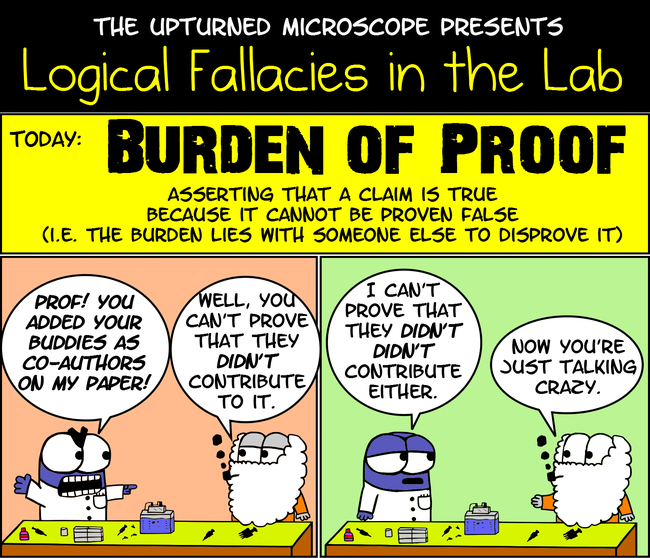 THE UPTURNED MICROSCOPE PRESENTS
Logical Fallacies in the Lab
TODAY: BURDEN OF PROOF
ASSERTING THAT A CLAIM IS TRUE
BECAUSE IT CANNOT BE PROVEN FALSE
(I.E. THE BURDEN LIES WITH SOMEONE ELSE TO DISPROVE IT)
PROF! YOU
ADDED YOUR
BUDDIES AS
CO-AUTHORS
ON MY PAPER!
WELL, YOU
CAN'T PROVE
THAT THEY
DIDN'T
CONTRIBUTE
TO IT.
I CAN'T
PROVE THAT
THEY DIDN'T
DIDN'T
CONTRIBUTE
EITHER.
NOW YOU'RE
JUST TALKING
CRAZY.